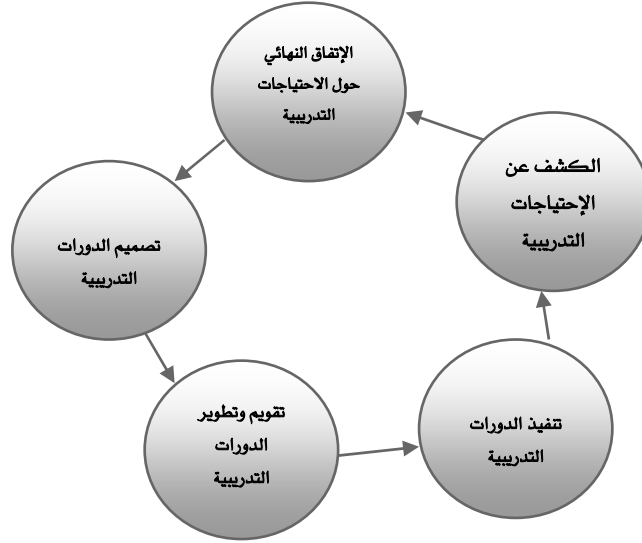 الإتفاق النهائي
حول الاحتياجات
التدريبية
الكشف عن
الإحتياجات
التدريبية
تصميم الدورات
التدريبية
تقويم وتطوير
الدورات
التدريبية
تنفيذ الدورات
التدريبية